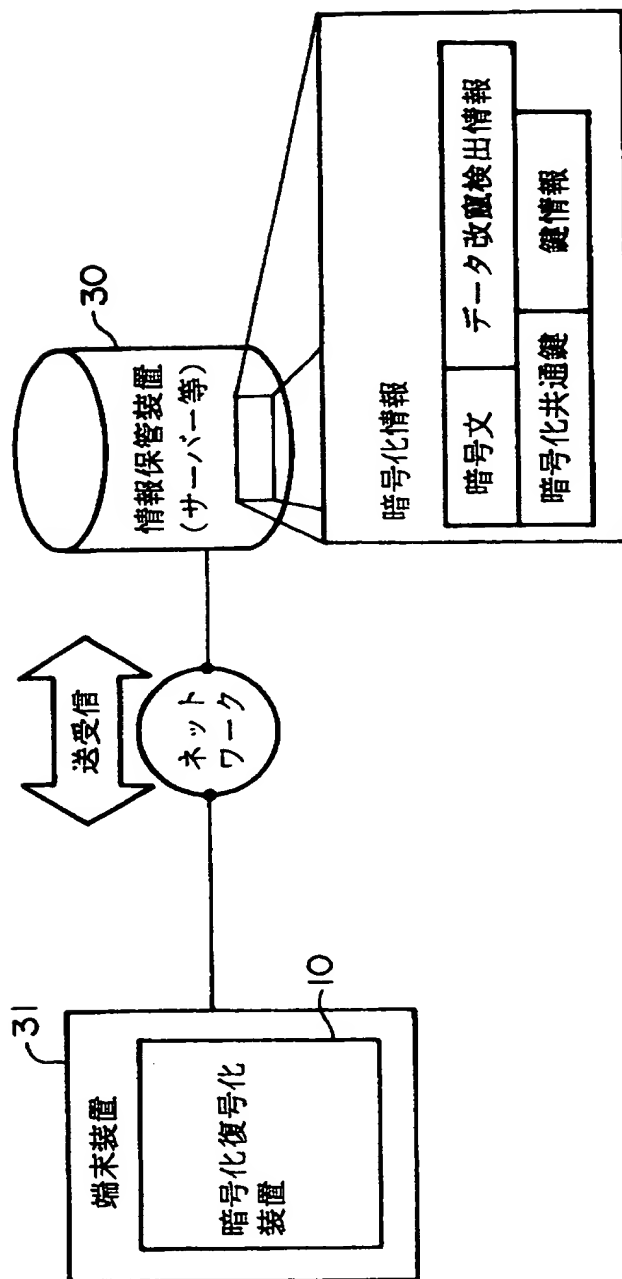 31
端末装置
10
暗号化復号化
装置
送受信
ネット
ワーク
30
情報保管装置
(サーバー等)
暗号化情報
暗号文
データ改竄検出情報
暗号化共通鍵
鍵情報